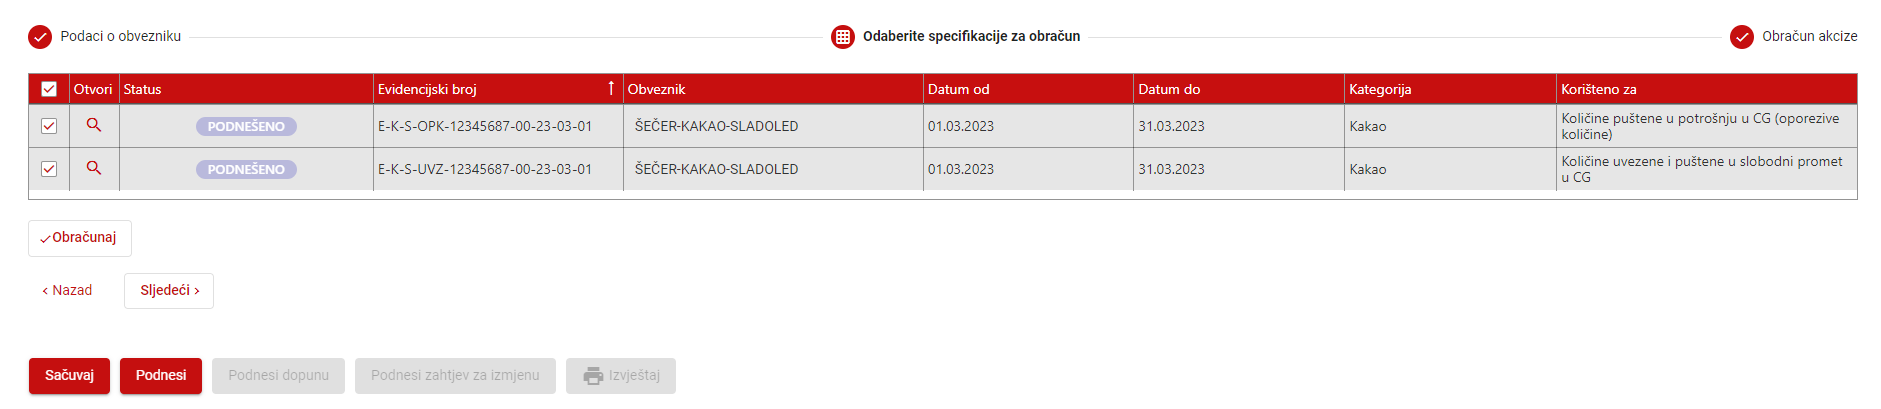 Podaci o obvezniku
Odaberite specifikacije za obračun
Obračun akcize
Otvori Status Evidencijski broj ↑ Obveznik Datum od Datum do Kategorija Korišteno za
PODNEŠENO E-K-S-OPK-12345687-00-23-03-01 ŠEČER-KAKAO-SLADOLED 01.03.2023 31.03.2023 Kakao Količine puštene u potrošnju u CG (oporezive
količine)
PODNEŠENO E-K-S-UVZ-12345687-00-23-03-01 ŠEČER-KAKAO-SLADOLED 01.03.2023 31.03.2023 Kakao Količine uvezene i puštene u slobodni promet
u CG
Obračunaj
‹ Nazad
Sljedeći ›
Sačuvaj
Podnesi
Podnesi dopunu
Podnesi zahtjev za izmjenu
Izvještaj